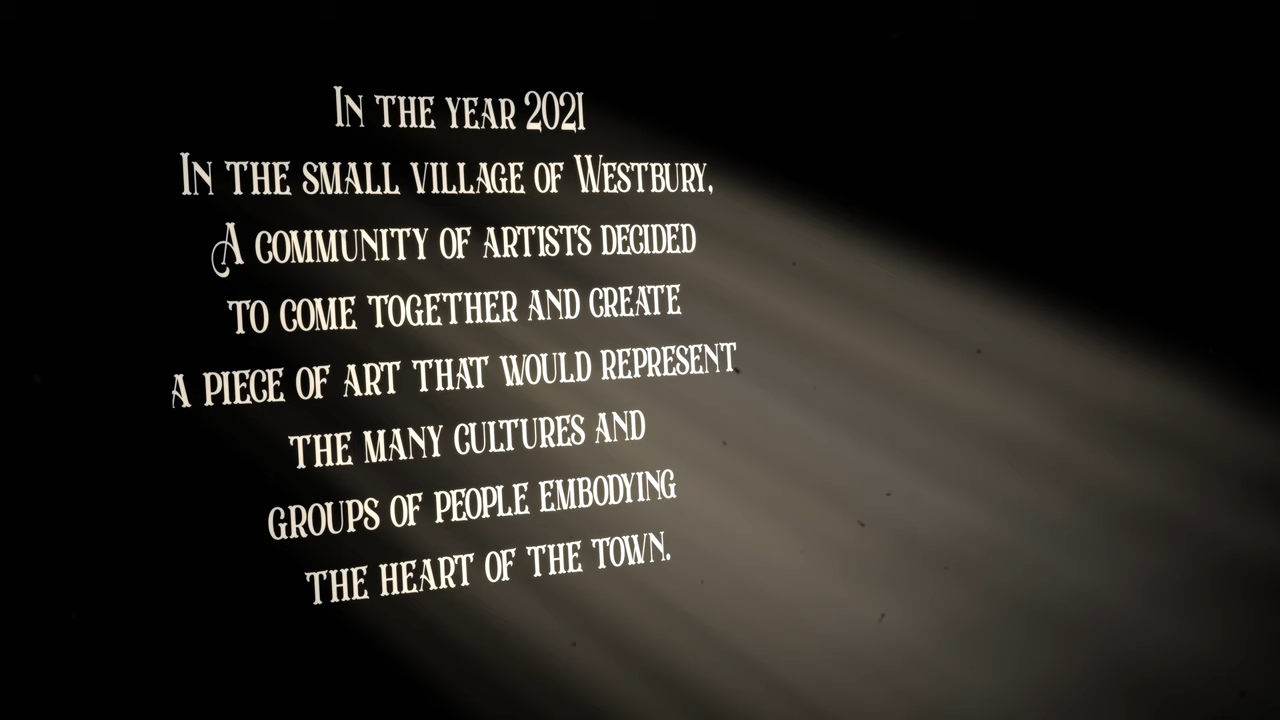 In the year 2021
In the small village of Westbury,
A community of artists decided
to come together and create
a piece of art that would represent
the many cultures and
groups of people embodying
the heart of the town.